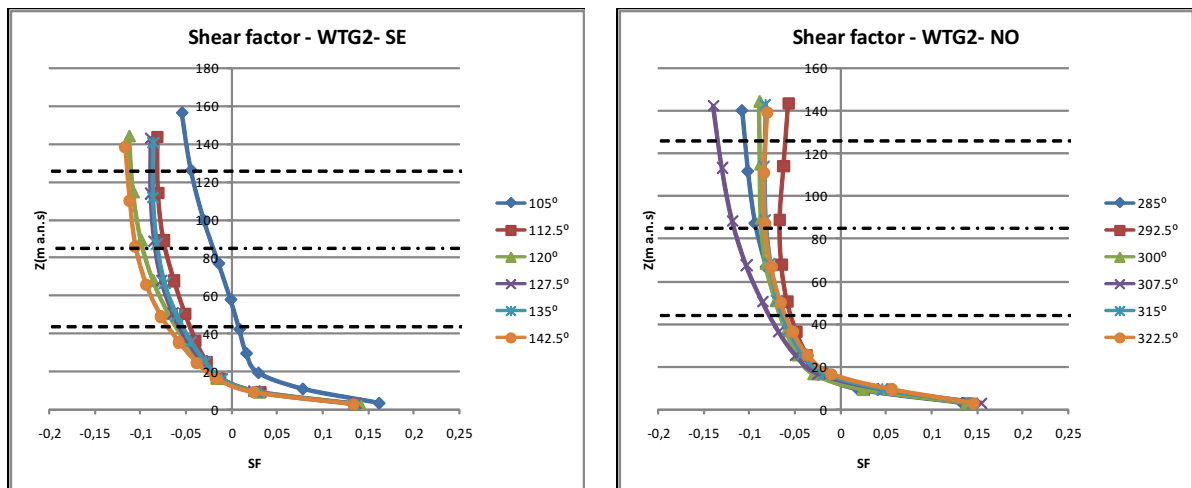 Shear factor - WTG2- SE
Z(m a.n.s)
180
160
140
120
100
80
60
40
20
0
-0,2 -0,15 -0,1 -0,05 0 0,05 0,1 0,15 0,2 0,25
SF
105º
112.5º
120º
127.5º
135º
142.5º
Shear factor - WTG2- NO
Z(m a.n.s)
160
140
120
100
80
60
40
20
0
-0,2 -0,15 -0,1 -0,05 0 0,05 0,1 0,15 0,2 0,25
SF
285º
292.5º
300º
307.5º
315º
322.5º